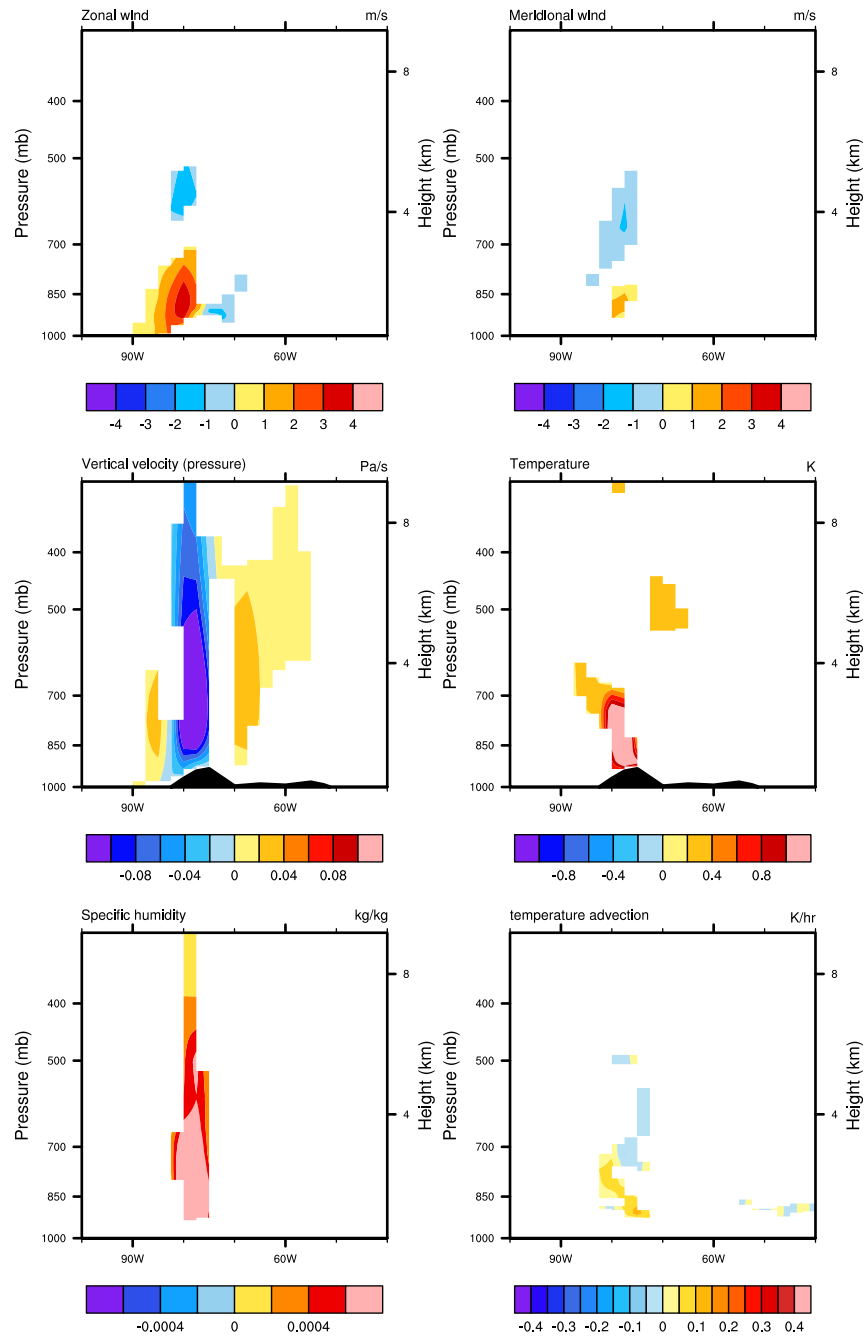 Zonal wind m/s
Pressure (mb)
400
500
700
850
1000
8
4
Height (km)
90W 60W
-4 -3 -2 -1 0 1 2 3 4
Meridional wind m/s
Pressure (mb)
400
500
700
850
1000
8
4
Height (km)
90W 60W
-4 -3 -2 -1 0 1 2 3 4
Vertical velocity (pressure) Pa/s
Pressure (mb)
400
500
700
850
1000
8
4
Height (km)
90W 60W
-0.08 -0.04 0 0.04 0.08
Temperature K
Pressure (mb)
400
500
700
850
1000
8
4
Height (km)
90W 60W
-0.8 -0.4 0 0.4 0.8
Specific humidity kg/kg
Pressure (mb)
400
500
700
850
1000
8
4
Height (km)
90W 60W
-0.0004 0 0.0004
temperature advection K/hr
Pressure (mb)
400
500
700
850
1000
8
4
Height (km)
90W 60W
-0.4 -0.3 -0.2 -0.1 0 0.1 0.2 0.3 0.4